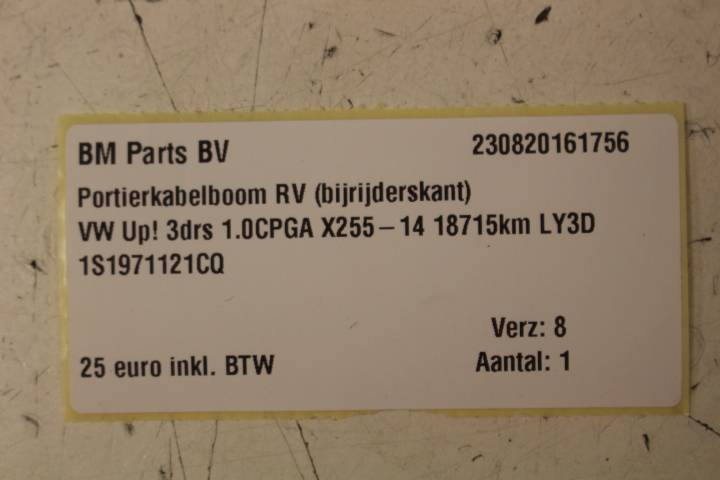 BM Parts BV 230820161756
Portierkabelboom RV (bijrijderskant)
VW Up! 3drs 1.0CPGA X255-14 18715km LY3D
1S1971121CQ
Verz: 8
25 euro inkl. BTW Aantal: 1